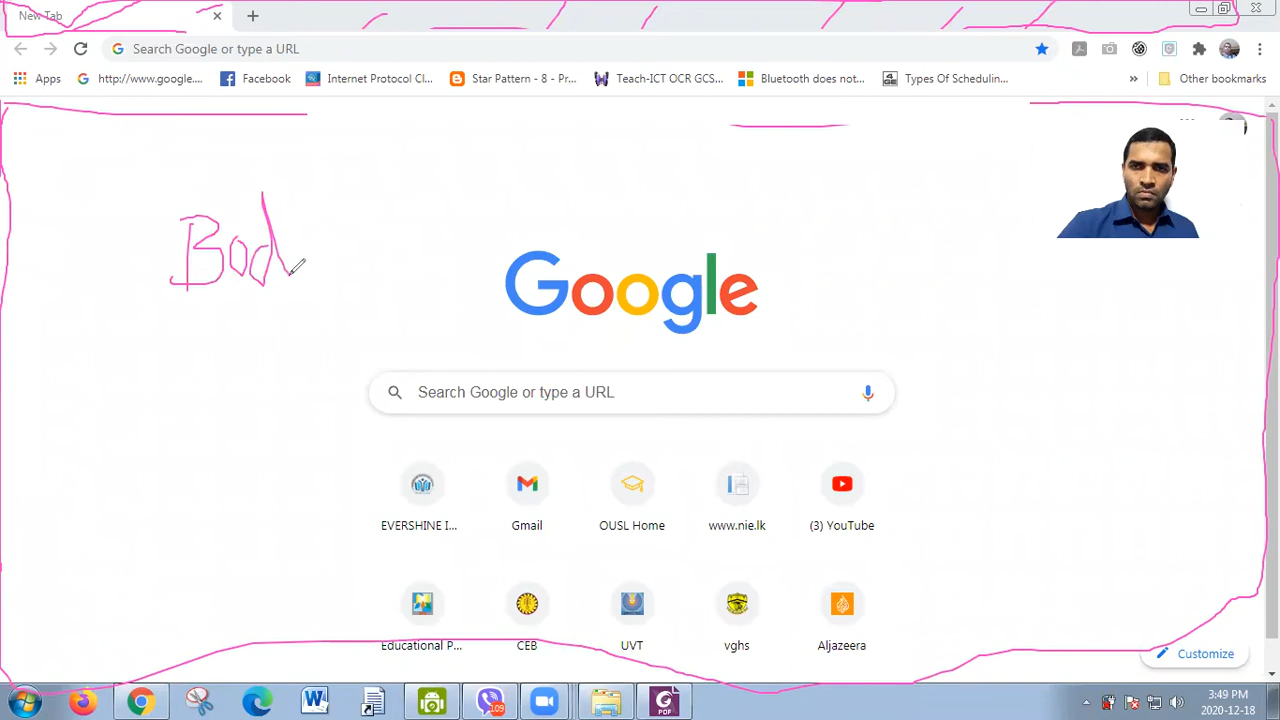 New Tab
Search Google or type a URL
Apps http://www.google.... Facebook Internet Protocol Cl... Star Pattern - 8 - Pr... Teach-ICT OCR GCS... Bluetooth does not... Types Of Schedulin... » Other bookmarks
Bod
Google
Search Google or type a URL
EVERSHINE I... Gmail OUSL Home www.nie.lk (3) YouTube
Educational P... CEB UVT vghs Aljazeera
Customize
109
PDF
3:49 PM
2020-12-18